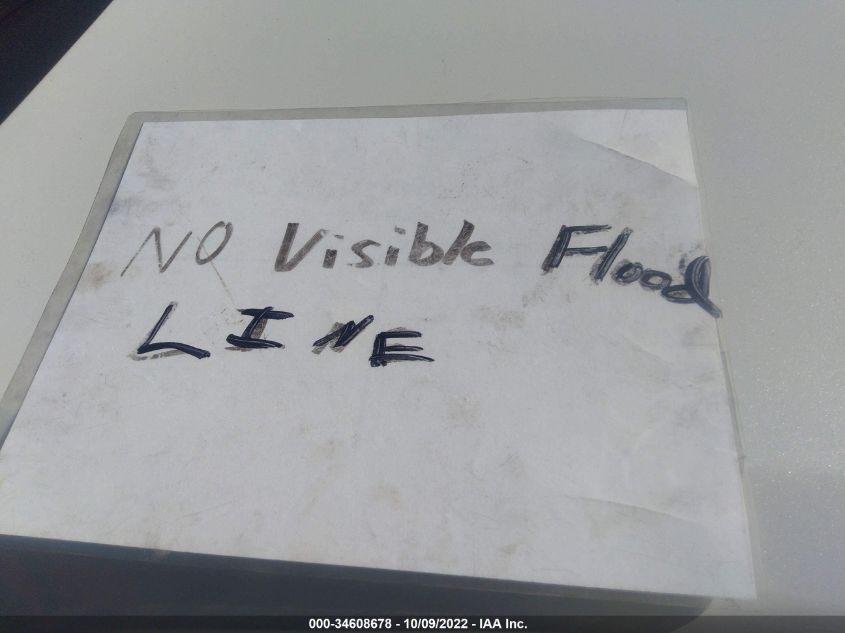 NO Visible Flood
LINE
000-34608678 - 10/09/2022 - IAA Inc.